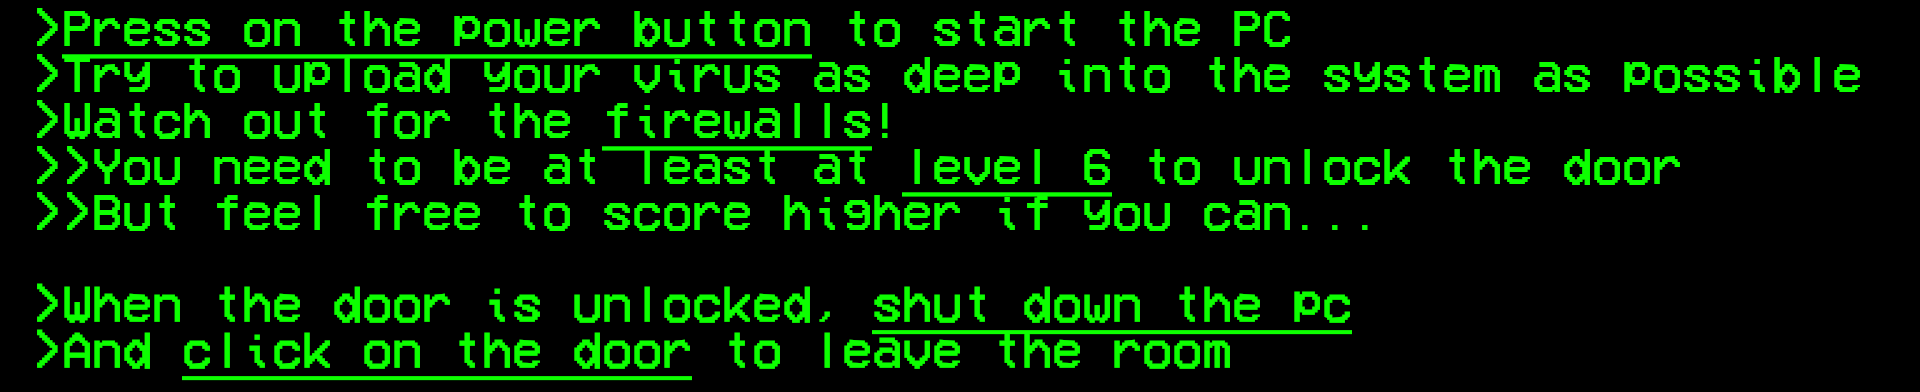 >Press on the power button to start the PC
>Try to upload your virus as deep into the system as possible
>Watch out for the firewalls!
>>You need to be at least at level 6 to unlock the door
>>But feel free to score higher if you can...
>When the door is unlocked, shut down the pc
>And click on the door to leave the room